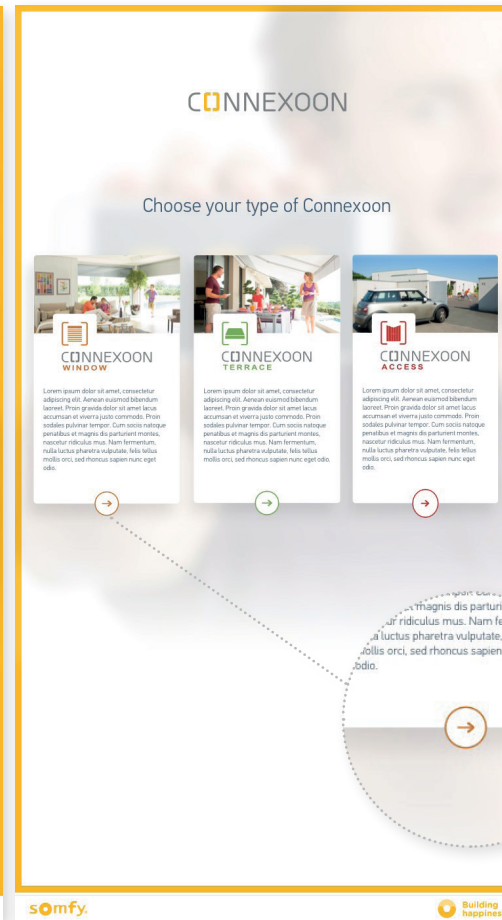 CONNEXOON
Choose your type of Connexoon
CONNEXOON
WINDOW
Lorem ipsum dolor sit amet, consectetur
adipiscing elit. Aenean euismod bibendum
laoreet. Proin gravida dolor sit amet lacus
accumsan et viverra justo commodo. Proin
sodales pulvinar tempor. Cum sociis natoque
penatibus et magnis dis parturient montes,
nascetur ridiculus mus. Nam fermentum,
nulla luctus pharetra vulputate, felis tellus
mollis orci, sed rhoncus sapien nunc eget
odio.
CONNEXOON
TERRACE
Lorem ipsum dolor sit amet, consectetur
adipiscing elit. Aenean euismod bibendum
laoreet. Proin gravida dolor sit amet lacus
accumsan et viverra justo commodo. Proin
sodales pulvinar tempor. Cum sociis natoque
penatibus et magnis dis parturient montes,
nascetur ridiculus mus. Nam fermentum,
nulla luctus pharetra vulputate, felis tellus
mollis orci, sed rhoncus sapien nunc eget odio.
CONNEXOON
ACCESS
Lorem ipsum dolor sit amet, consectetur
adipiscing elit. Aenean euismod bibendum
laoreet. Proin gravida dolor sit amet lacus
accumsan et viverra justo commodo. Proin
sodales pulvinar tempor. Cum sociis natoque
penatibus et magnis dis parturient montes,
nascetur ridiculus mus. Nam fermentum,
nulla luctus pharetra vulputate, felis tellus
mollis orci, sed rhoncus sapien nunc eget
odio.
magnis dis parturi
ridiculus mus. Nam fe
luctus pharetra vulputate,
mollis orci, sed rhoncus sapien
odio.
somfy.
Building
happines